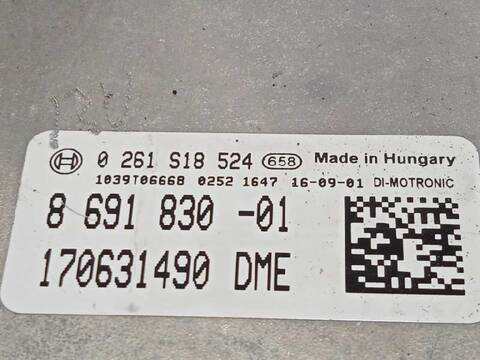 0 261 S18 524 658 Made in Hungary
1039T06668 0252 1647 16-09-01 DI-MOTRONIC
8 691 830 -01
170631490 DME